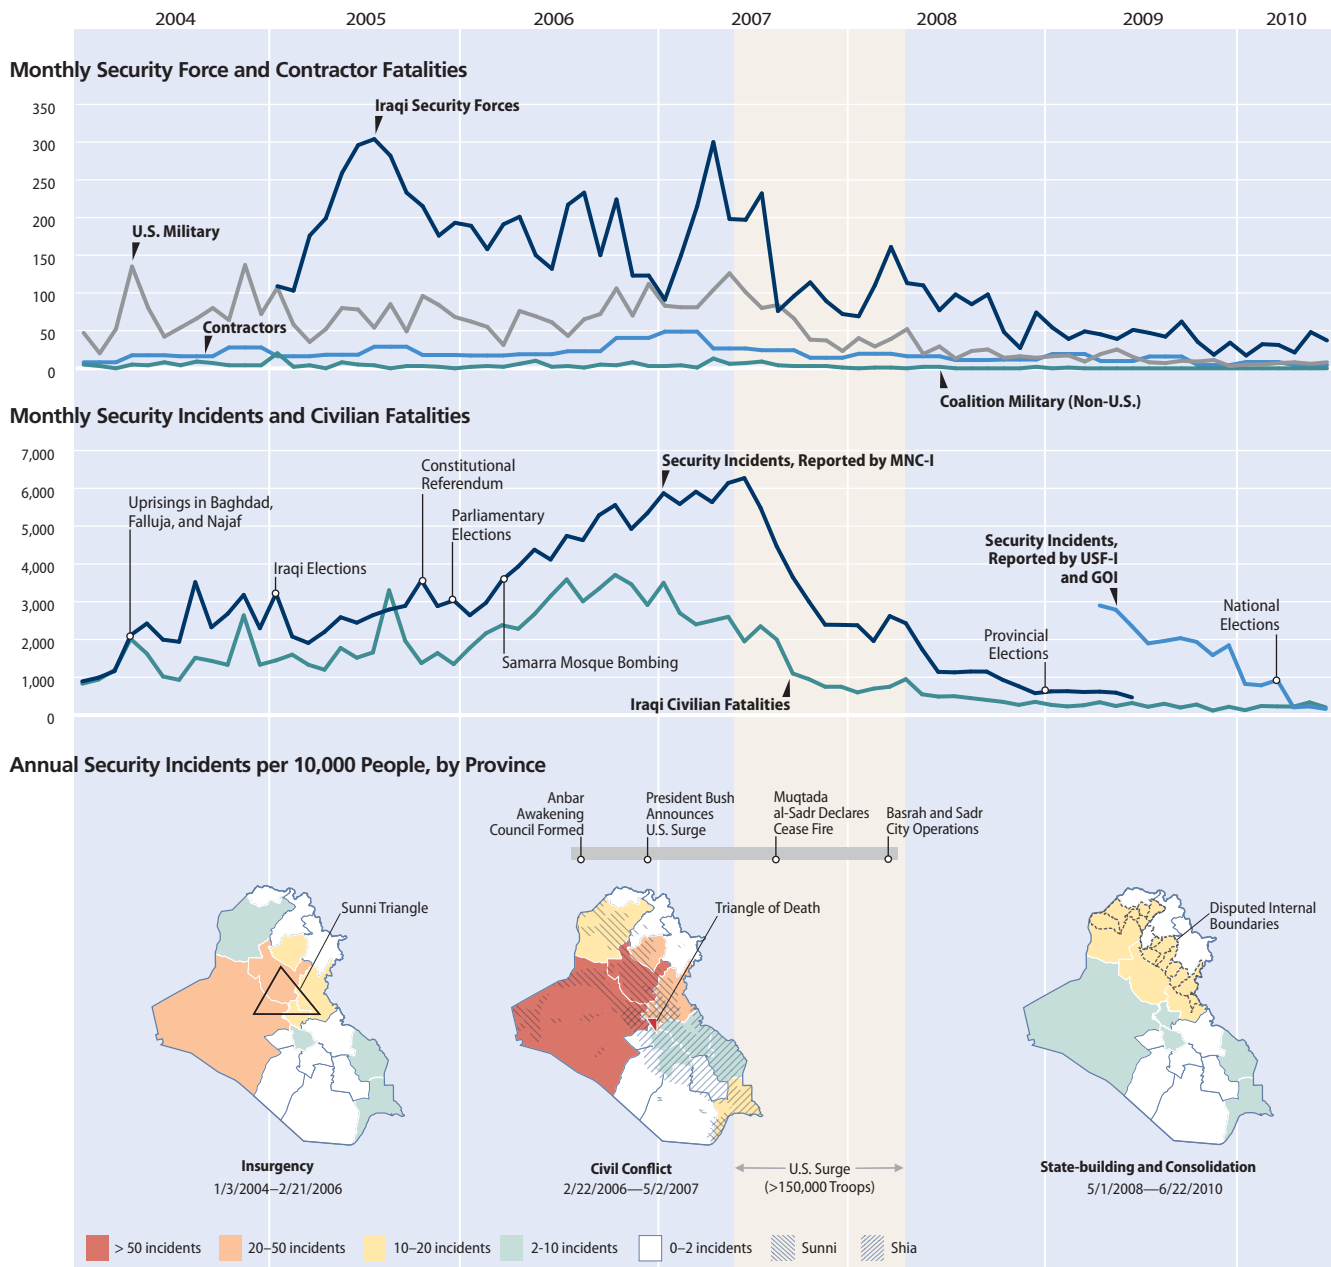 2004 2005 2006 2007 2008 2009 2010
Monthly Security Force and Contractor Fatalities
350
300
250
200
150
100
50
0
Iraqi Security Forces
U.S. Military
Contractors
Coalition Military (Non-U.S.)
Monthly Security Incidents and Civilian Fatalities
7,000
6,000
5,000
4,000
3,000
2,000
1,000
0
Uprisings in Baghdad,
Falluja, and Najaf
Iraqi Elections
Constitutional
Referendum
Parliamentary
Elections
Samarra Mosque Bombing
Security Incidents, Reported by MNC-I
Iraqi Civilian Fatalities
Security Incidents,
Reported by USF-I
and GOI
Provincial
Elections
National
Elections
Annual Security Incidents per 10,000 People, by Province
Anbar
Awakening
Council Formed
President Bush
Announces
U.S. Surge
Muqtada
al-Sadr Declares
Cease Fire
Basrah and Sadr
City Operations
Sunni Triangle
Triangle of Death
Disputed Internal
Boundaries
Insurgency
1/3/2004–2/21/2006
Civil Conflict
2/22/2006—5/2/2007
U.S. Surge
(>150,000 Troops)
State-building and Consolidation
5/1/2008—6/22/2010
> 50 incidents
20–50 incidents
10–20 incidents
2-10 incidents
0–2 incidents
Sunni
Shia